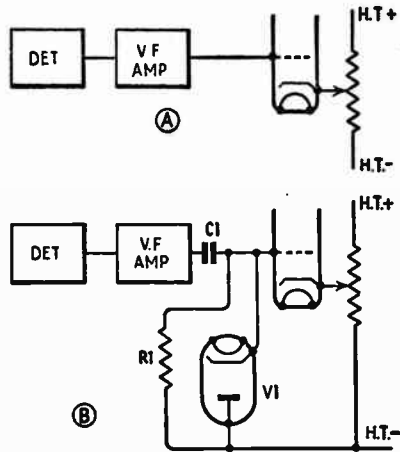 H.T+
DET
V F
AMP
A
H.T.-
H.T.+
C1
DET
V.F
AMP
R1
V1
B
H.T.-